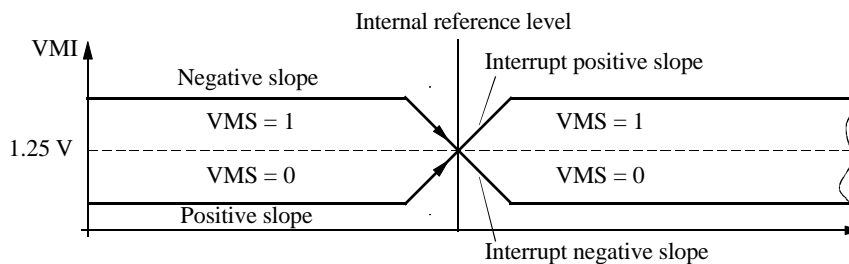 Internal reference level
VMI
Negative slope
Interrupt positive slope
VMS = 1
VMS = 1
1.25 V
VMS = 0
VMS = 0
Positive slope
Interrupt negative slope